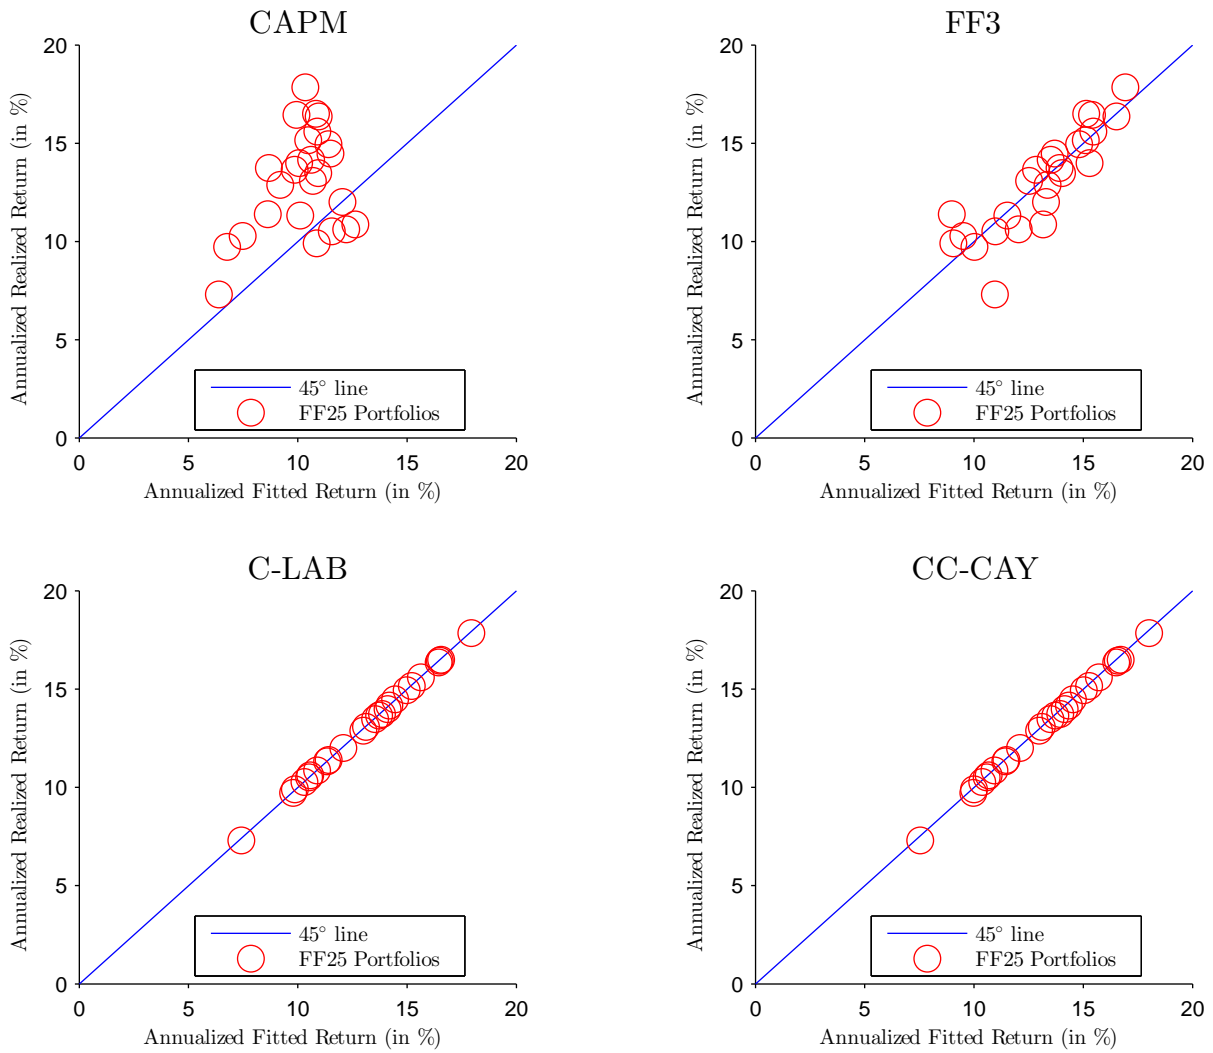 CAPM
20
15
10
5
0
0 5 10 15 20
Annualized Realized Return (in %)
Annualized Fitted Return (in %)
45° line
FF25 Portfolios
FF3
20
15
10
5
0
0 5 10 15 20
Annualized Realized Return (in %)
Annualized Fitted Return (in %)
45° line
FF25 Portfolios
C-LAB
20
15
10
5
0
0 5 10 15 20
Annualized Realized Return (in %)
Annualized Fitted Return (in %)
45° line
FF25 Portfolios
CC-CAY
20
15
10
5
0
0 5 10 15 20
Annualized Realized Return (in %)
Annualized Fitted Return (in %)
45° line
FF25 Portfolios